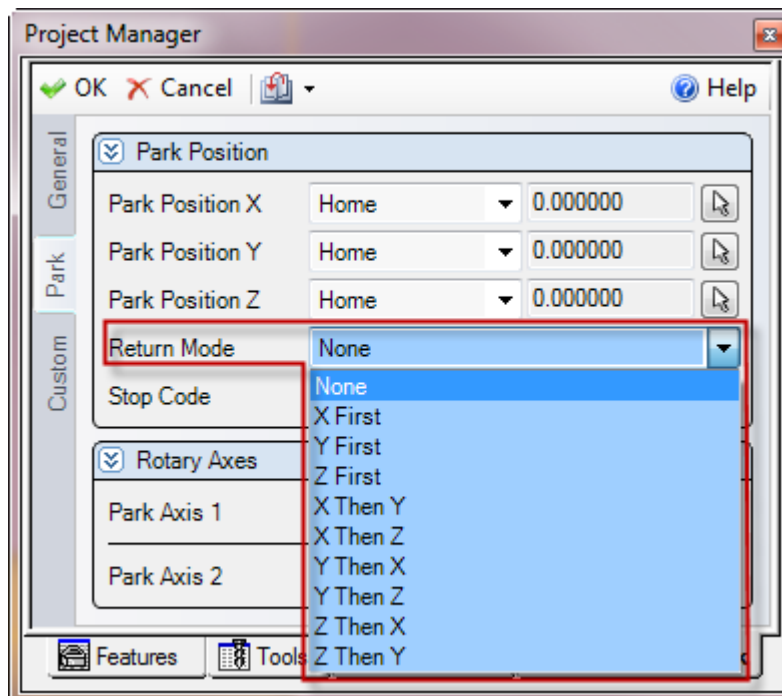 Project Manager
OK Cancel Help
General
Park
Custom
Park Position
Park Position X Home 0.000000
Park Position Y Home 0.000000
Park Position Z Home 0.000000
Return Mode None
Stop Code
None
X First
Y First
Z First
X Then Y
X Then Z
Y Then X
Y Then Z
Z Then X
Z Then Y
Rotary Axes
Park Axis 1
Park Axis 2
Features Tools